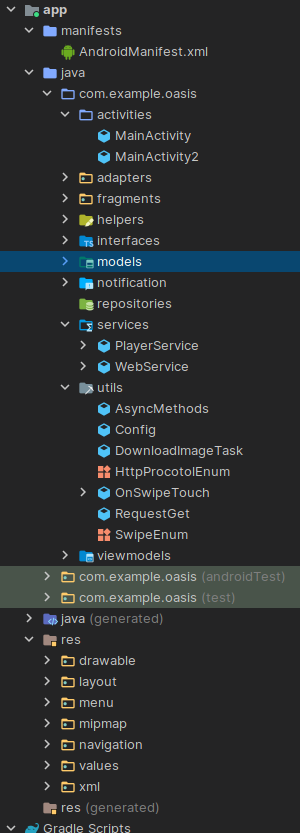 app
manifests
AndroidManifest.xml
java
com.example.oasis
activities
MainActivity
MainActivity2
adapters
fragments
helpers
interfaces
models
notification
repositories
services
PlayerService
WebService
utils
AsyncMethods
Config
DownloadImageTask
HttpProcotolEnum
OnSwipeTouch
RequestGet
SwipeEnum
viewmodels
com.example.oasis (androidTest)
com.example.oasis (test)
java (generated)
res
drawable
layout
menu
mipmap
navigation
values
xml
res (generated)
Gradle Scripts